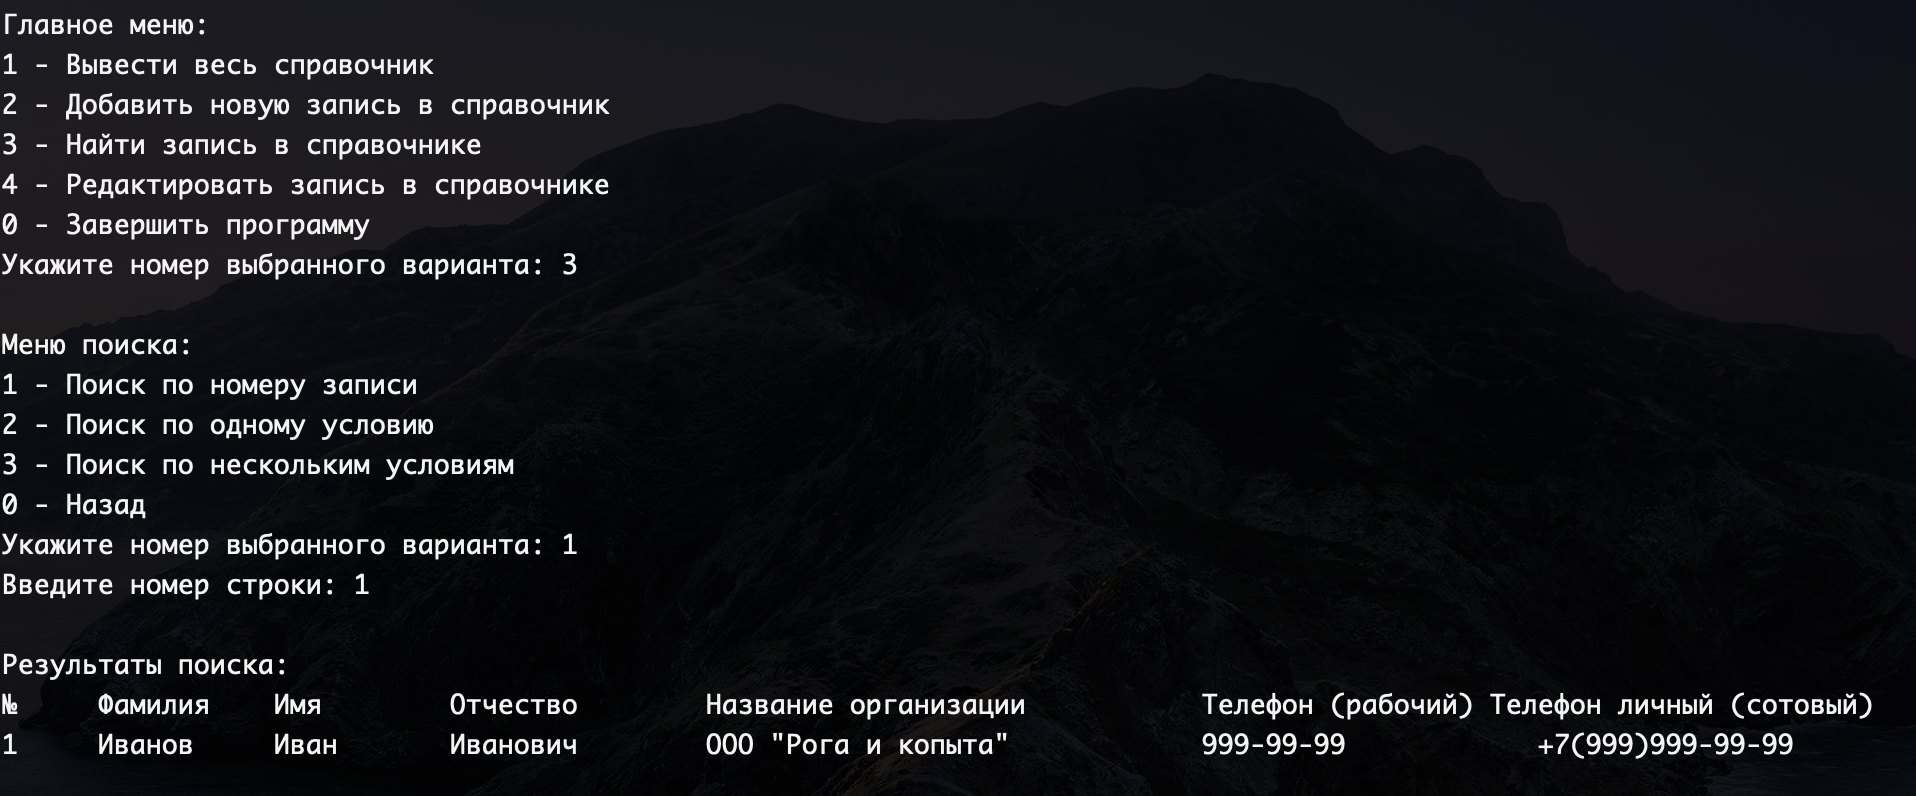 Главное меню:
1 - Вывести весь справочник
2 - Добавить новую запись в справочник
3 - Найти запись в справочнике
4 - Редактировать запись в справочнике
0 - Завершить программу
Укажите номер выбранного варианта: 3
Меню поиска:
1 - Поиск по номеру записи
2 - Поиск по одному условию
3 - Поиск по нескольким условиям
0 - Назад
Укажите номер выбранного варианта: 1
Введите номер строки: 1
Результаты поиска:
№ Фамилия Имя Отчество Название организации Телефон (рабочий) Телефон личный (сотовый)
1 Иванов Иван Иванович ООО "Рога и копыта" 999-99-99 +7(999)999-99-99